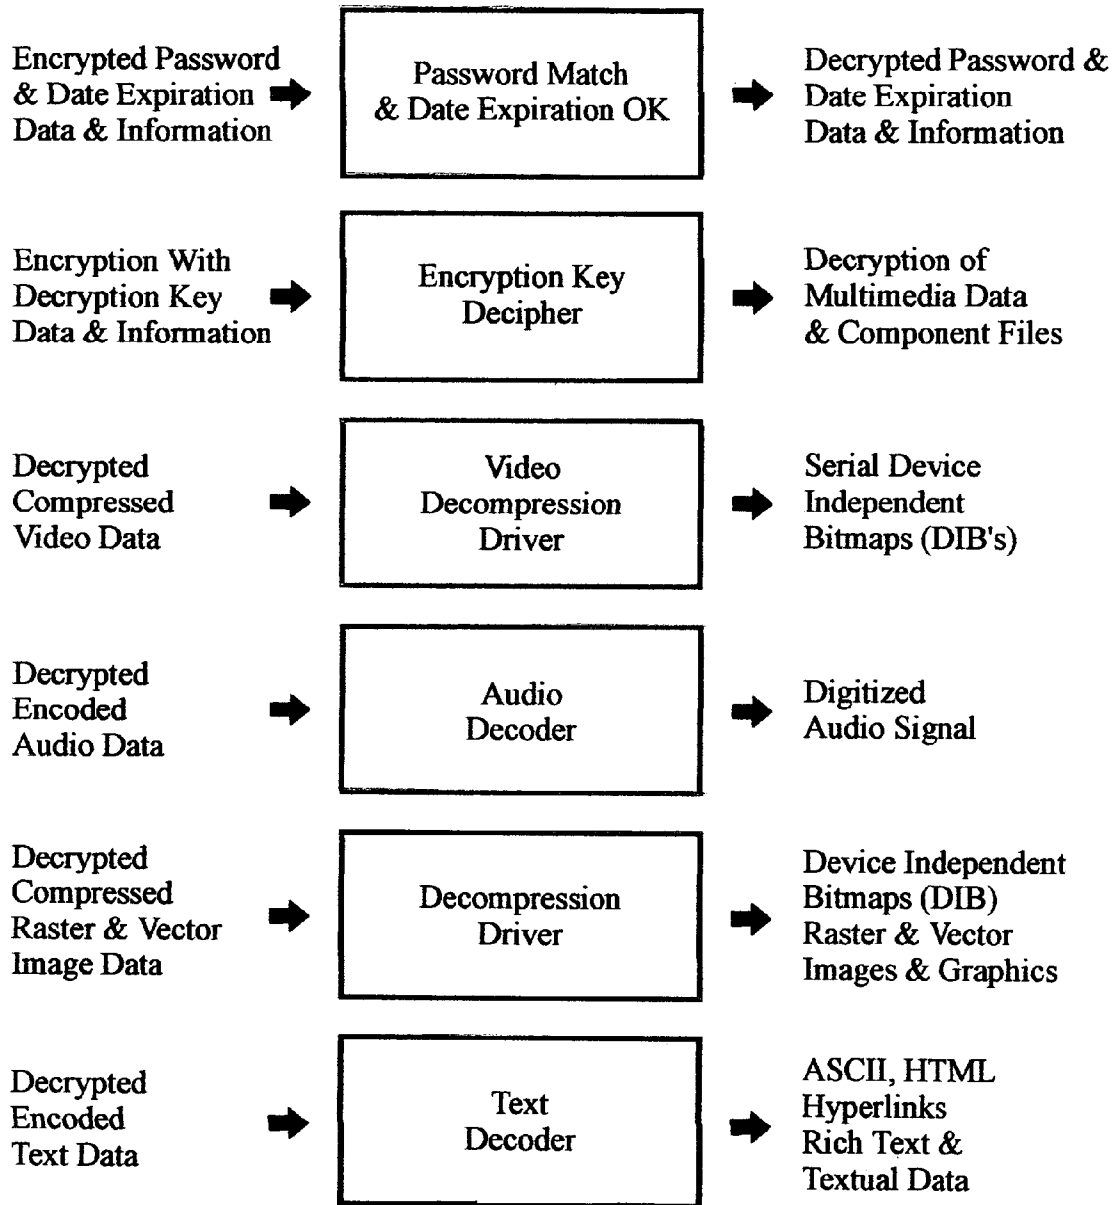 Encrypted Password
& Date Expiration
Data & Information
Password Match
& Date Expiration OK
Decrypted Password &
Date Expiration
Data & Information
Encryption With
Decryption Key
Data & Information
Encryption Key
Decipher
Decryption of
Multimedia Data
& Component Files
Decrypted
Compressed
Video Data
Video
Decompression
Driver
Serial Device
Independent
Bitmaps (DIB's)
Decrypted
Encoded
Audio Data
Audio
Decoder
Digitized
Audio Signal
Decrypted
Compressed
Raster & Vector
Image Data
Decompression
Driver
Device Independent
Bitmaps (DIB)
Raster & Vector
Images & Graphics
Decrypted
Encoded
Text Data
Text
Decoder
ASCII, HTML
Hyperlinks
Rich Text &
Textual Data